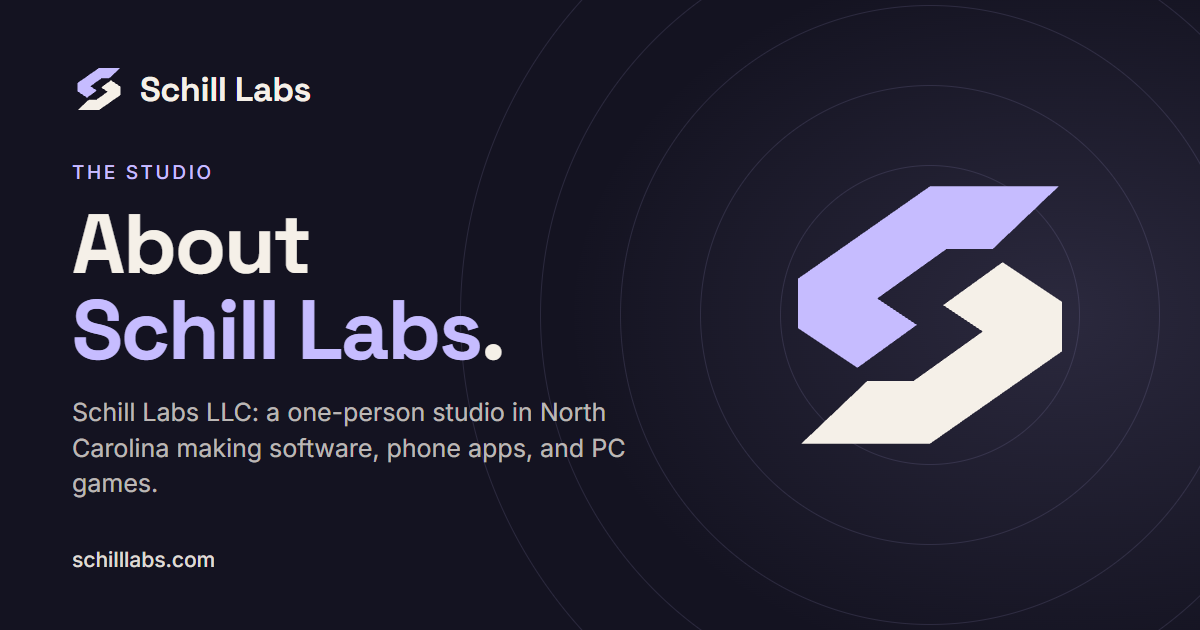 Schill Labs
THE STUDIO
About
Schill Labs.
Schill Labs LLC: a one-person studio in North
Carolina making software, phone apps, and PC
games.
schilllabs.com